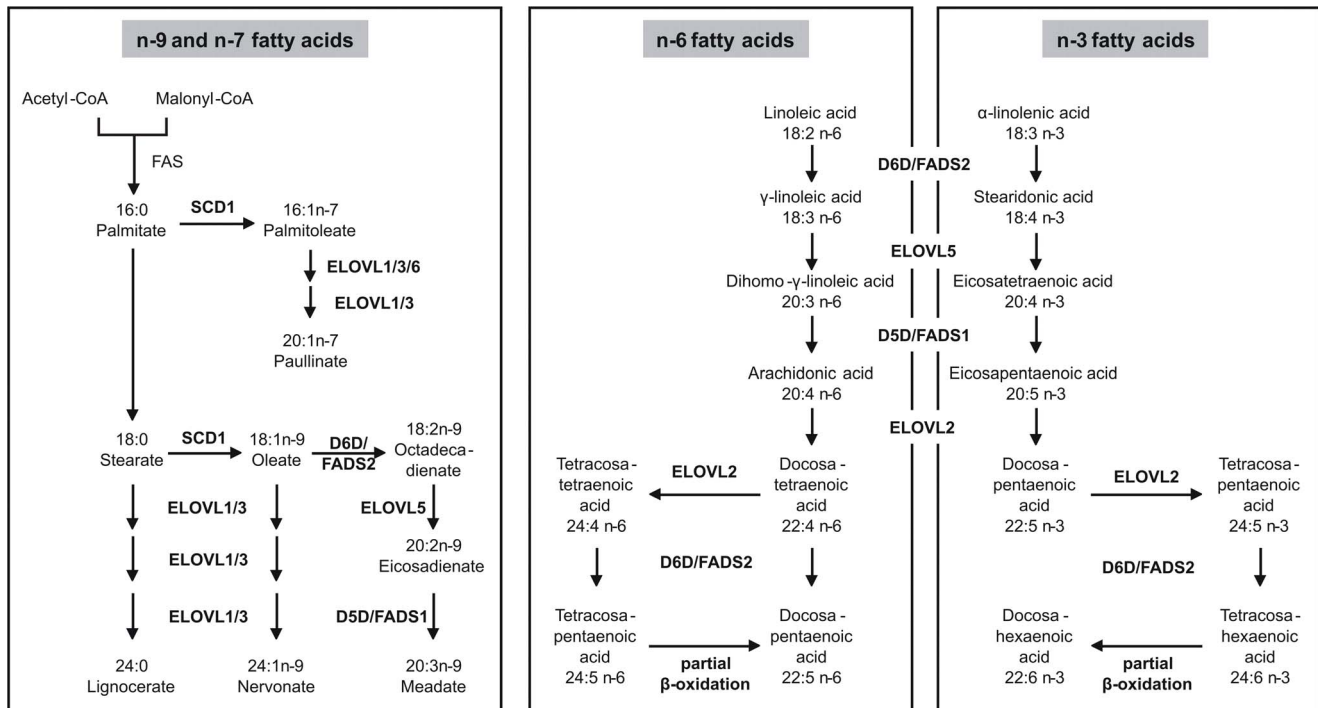 n-9 and n-7 fatty acids
Acetyl-CoA
Malonyl-CoA
FAS
16:0
Palmitate
SCD1
16:1n-7
Palmitoleate
ELOVL1/3/6
ELOVL1/3
20:1n-7
Paullinate
18:0
Stearate
SCD1
18:1n-9
Oleate
D6D/
FADS2
18:2n-9
Octadeca-
dienate
ELOVL1/3
ELOVL5
ELOVL1/3
20:2n-9
Eicosadienate
ELOVL1/3
D5D/FADS1
24:0
Lignocerate
24:1n-9
Nervonate
20:3n-9
Meadate
n-6 fatty acids
Linoleic acid
18:2 n-6
γ-linoleic acid
18:3 n-6
Dihomo-γ-linoleic acid
20:3 n-6
Arachidonic acid
20:4 n-6
Tetracosa-
tetraenoic
acid
24:4 n-6
ELOVL2
Docosa-
tetraenoic
acid
22:4 n-6
D6D/FADS2
Tetracosa-
pentaenoic
acid
24:5 n-6
partial
β-oxidation
Docosa-
pentaenoic
acid
22:5 n-6
D6D/FADS2
ELOVL5
D5D/FADS1
ELOVL2
n-3 fatty acids
α-linolenic acid
18:3 n-3
Stearidonic acid
18:4 n-3
Eicosatetraenoic acid
20:4 n-3
Eicosapentaenoic acid
20:5 n-3
Docosa-
pentaenoic
acid
22:5 n-3
ELOVL2
Tetracosa-
pentaenoic
acid
24:5 n-3
D6D/FADS2
Docosa-
hexaenoic
acid
22:6 n-3
partial
β-oxidation
Tetracosa-
hexaenoic
acid
24:6 n-3